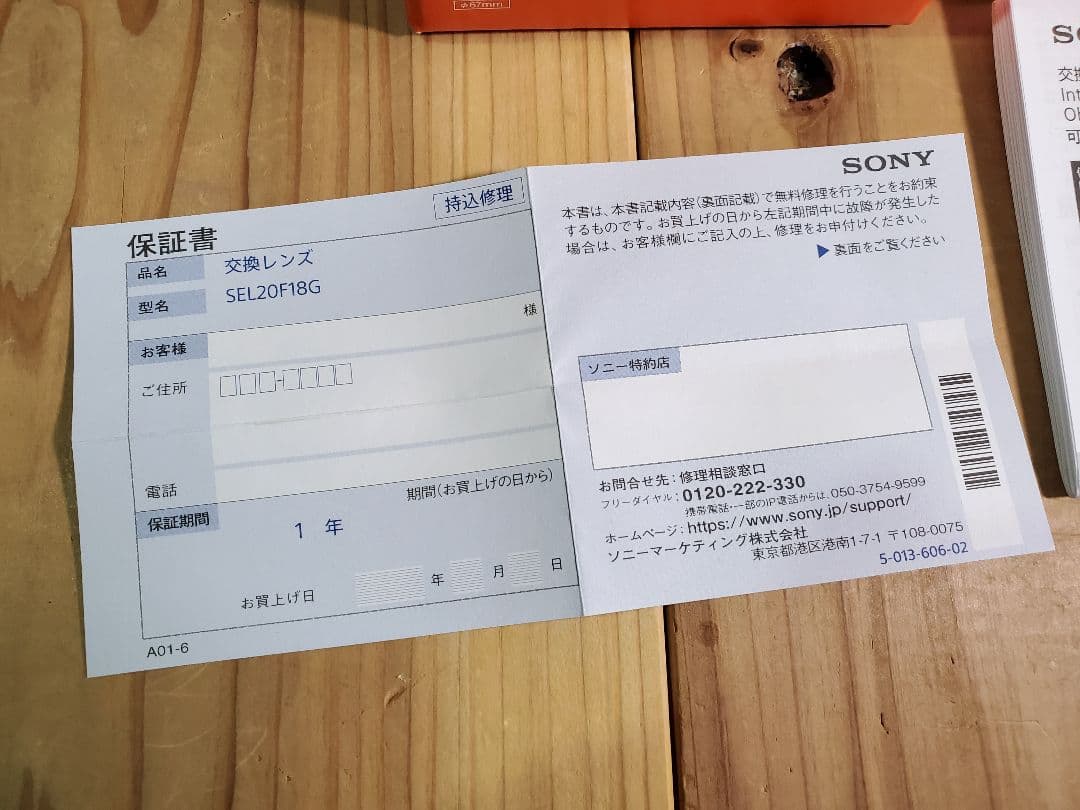 φ67mm
保証書
持込修理
品名 交換レンズ
型名 SEL20F18G
お客様
様
ご住所
電話
保証期間
期間(お買上げの日から)
1 年
お買上げ日 年 月 日
A01-6
SONY
本書は、本書記載内容(裏面記載)で無料修理を行うことをお約束
するものです。お買上げの日から左記期間中に故障が発生した
場合は、お客様欄にご記入の上、修理をお申付けください。
▶裏面をご覧ください
ソニー特約店
お問合せ先:修理相談窓口
フリーダイヤル:0120-222-330
携帯電話・一部のIP電話からは、050-3754-9599
ホームページ:https://www.sony.jp/support/
ソニーマーケティング株式会社
東京都港区港南1-7-1 〒108-0075
5-013-606-02